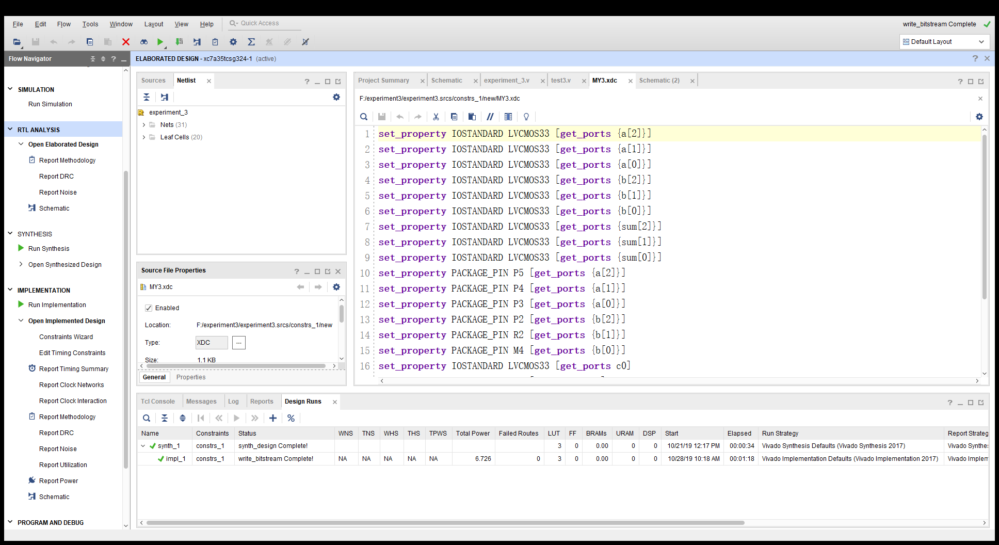 File Edit Flow Tools Window Layout View Help Quick Access
write_bitstream Complete
Default Layout
Flow Navigator
SIMULATION
Run Simulation
RTL ANALYSIS
Open Elaborated Design
Report Methodology
Report DRC
Report Noise
Schematic
SYNTHESIS
Run Synthesis
Open Synthesized Design
IMPLEMENTATION
Run Implementation
Open Implemented Design
Constraints Wizard
Edit Timing Constraints
Report Timing Summary
Report Clock Networks
Report Clock Interaction
Report Methodology
Report DRC
Report Noise
Report Utilization
Report Power
Schematic
PROGRAM AND DEBUG
ELABORATED DESIGN - xc7a35tcsg324-1 (active)
Sources Netlist
experiment_3
Nets (31)
Leaf Cells (20)
Source File Properties
MY3.xdc
Enabled
Location: F:/experiment3/experiment3.srcs/constrs_1/new
Type: XDC ...
Size: 1.1 KB
General Properties
Project Summary Schematic experiment_3.v test3.v MY3.xdc Schematic (2)
F:/experiment3/experiment3.srcs/constrs_1/new/MY3.xdc
1 set_property IOSTANDARD LVCMOS33 [get_ports {a[2]}]
2 set_property IOSTANDARD LVCMOS33 [get_ports {a[1]}]
3 set_property IOSTANDARD LVCMOS33 [get_ports {a[0]}]
4 set_property IOSTANDARD LVCMOS33 [get_ports {b[2]}]
5 set_property IOSTANDARD LVCMOS33 [get_ports {b[1]}]
6 set_property IOSTANDARD LVCMOS33 [get_ports {b[0]}]
7 set_property IOSTANDARD LVCMOS33 [get_ports {sum[2]}]
8 set_property IOSTANDARD LVCMOS33 [get_ports {sum[1]}]
9 set_property IOSTANDARD LVCMOS33 [get_ports {sum[0]}]
10 set_property PACKAGE_PIN P5 [get_ports {a[2]}]
11 set_property PACKAGE_PIN P4 [get_ports {a[1]}]
12 set_property PACKAGE_PIN P3 [get_ports {a[0]}]
13 set_property PACKAGE_PIN P2 [get_ports {b[2]}]
14 set_property PACKAGE_PIN R2 [get_ports {b[1]}]
15 set_property PACKAGE_PIN M4 [get_ports {b[0]}]
16 set_property IOSTANDARD LVCMOS33 [get_ports c0]
Tcl Console Messages Log Reports Design Runs
Name Constraints Status WNS TNS WHS THS TPWS Total Power Failed Routes LUT FF BRAMs URAM DSP Start Elapsed Run Strategy Report Strateg
synth_1 constrs_1 synth_design Complete! 3 0 0.00 0 0 10/21/19 12:17 PM 00:00:34 Vivado Synthesis Defaults (Vivado Synthesis 2017) Vivado Synthe
impl_1 constrs_1 write_bitstream Complete! NA NA NA NA NA 6.726 0 3 0 0.00 0 0 10/28/19 10:18 AM 00:01:18 Vivado Implementation Defaults (Vivado Implementation 2017) Vivado Implem